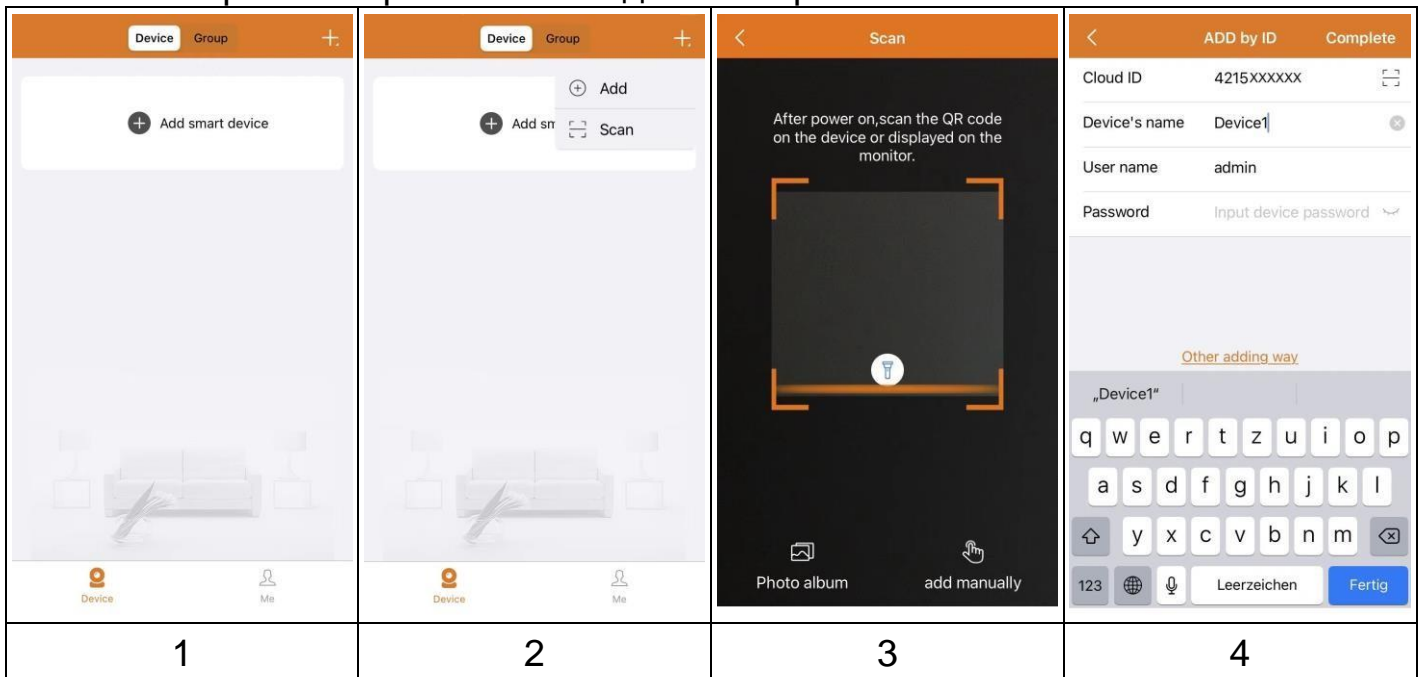 Device Group +
Add smart device
Device Me
1
Device Group +
Add
Scan
Add sm
Device Me
2
Scan
After power on,scan the QR code
on the device or displayed on the
monitor.
Photo album add manually
3
ADD by ID Complete
Cloud ID 4215XXXXXX
Device's name Device1
User name admin
Password Input device password
Other adding way
„Device1“
q w e r t z u i o p
a s d f g h j k l
y x c v b n m
123 Leerzeichen Fertig
4